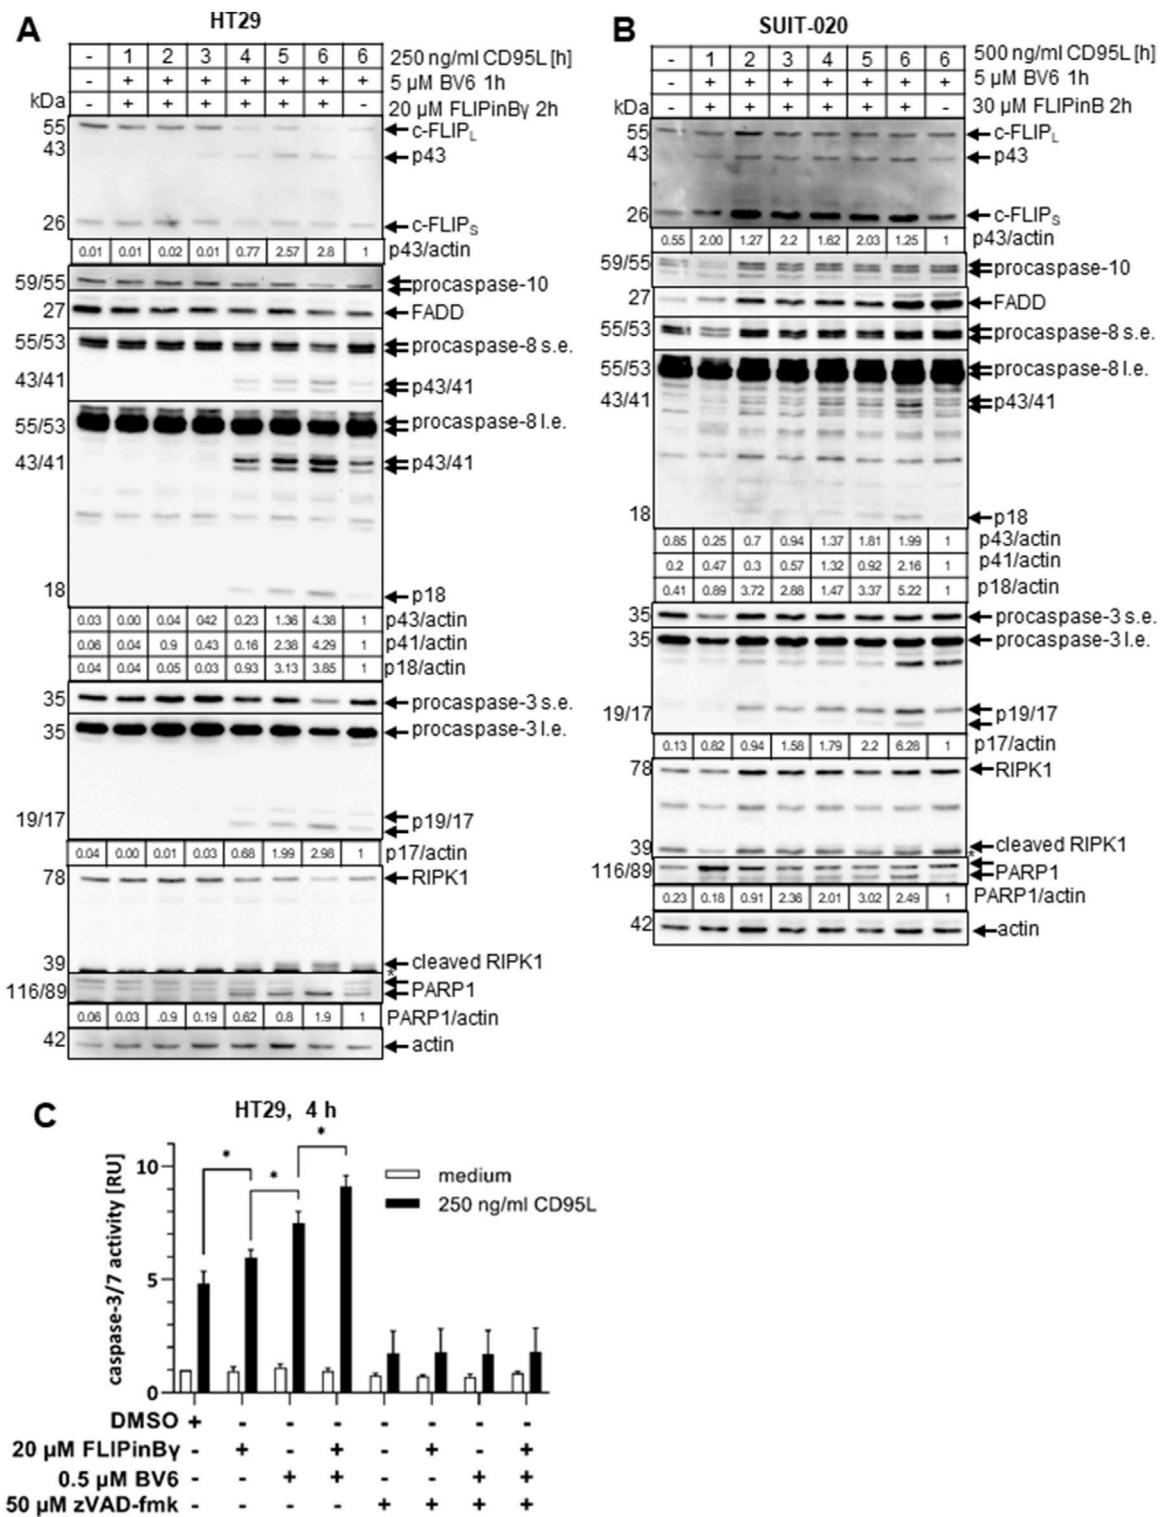 A
HT29
- 1 2 3 4 5 6 6 250 ng/ml CD95L [h]
- + + + + + + + 5 µM BV6 1h
kDa - + + + + + + - 20 µM FLIPinBγ 2h
55 c-FLIPL
43 p43
26 c-FLIPS
0.01 0.01 0.02 0.01 0.77 2.57 2.8 1 p43/actin
59/55 procaspase-10
27 FADD
55/53 procaspase-8 s.e.
43/41 p43/41
55/53 procaspase-8 l.e.
43/41 p43/41
18 p18
0.03 0.00 0.04 042 0.23 1.36 4.38 1 p43/actin
0.06 0.04 0.9 0.43 0.16 2.38 4.29 1 p41/actin
0.04 0.04 0.05 0.03 0.93 3.13 3.85 1 p18/actin
35 procaspase-3 s.e.
35 procaspase-3 l.e.
19/17 p19/17
0.04 0.00 0.01 0.03 0.68 1.99 2.98 1 p17/actin
78 RIPK1
39 cleaved RIPK1
*
116/89 PARP1
0.06 0.03 .0.9 0.19 0.62 0.8 1.9 1 PARP1/actin
42 actin
B
SUIT-020
- 1 2 3 4 5 6 6 500 ng/ml CD95L [h]
- + + + + + + + 5 µM BV6 1h
kDa - + + + + + + - 30 µM FLIPinB 2h
55 c-FLIPL
43 p43
26 c-FLIPS
0.55 2.00 1.27 2.2 1.62 2.03 1.25 1 p43/actin
59/55 procaspase-10
27 FADD
55/53 procaspase-8 s.e.
55/53 procaspase-8 l.e.
43/41 p43/41
18 p18
0.85 0.25 0.7 0.94 1.37 1.81 1.99 1 p43/actin
0.2 0.47 0.3 0.57 1.32 0.92 2.16 1 p41/actin
0.41 0.89 3.72 2.88 1.47 3.37 5.22 1 p18/actin
35 procaspase-3 s.e.
35 procaspase-3 l.e.
19/17 p19/17
0.13 0.82 0.94 1.58 1.79 2.2 6.28 1 p17/actin
78 RIPK1
39 cleaved RIPK1
*
116/89 PARP1
0.23 0.18 0.91 2.36 2.01 3.02 2.49 1 PARP1/actin
42 actin
C
HT29, 4 h
* * *
caspase-3/7 activity [RU]
10
5
0
medium
250 ng/ml CD95L
DMSO + - - - - - - -
20 µM FLIPinBγ - + - + - + - +
0.5 µM BV6 - - + + - - + +
50 µM zVAD-fmk - - - - + + + +